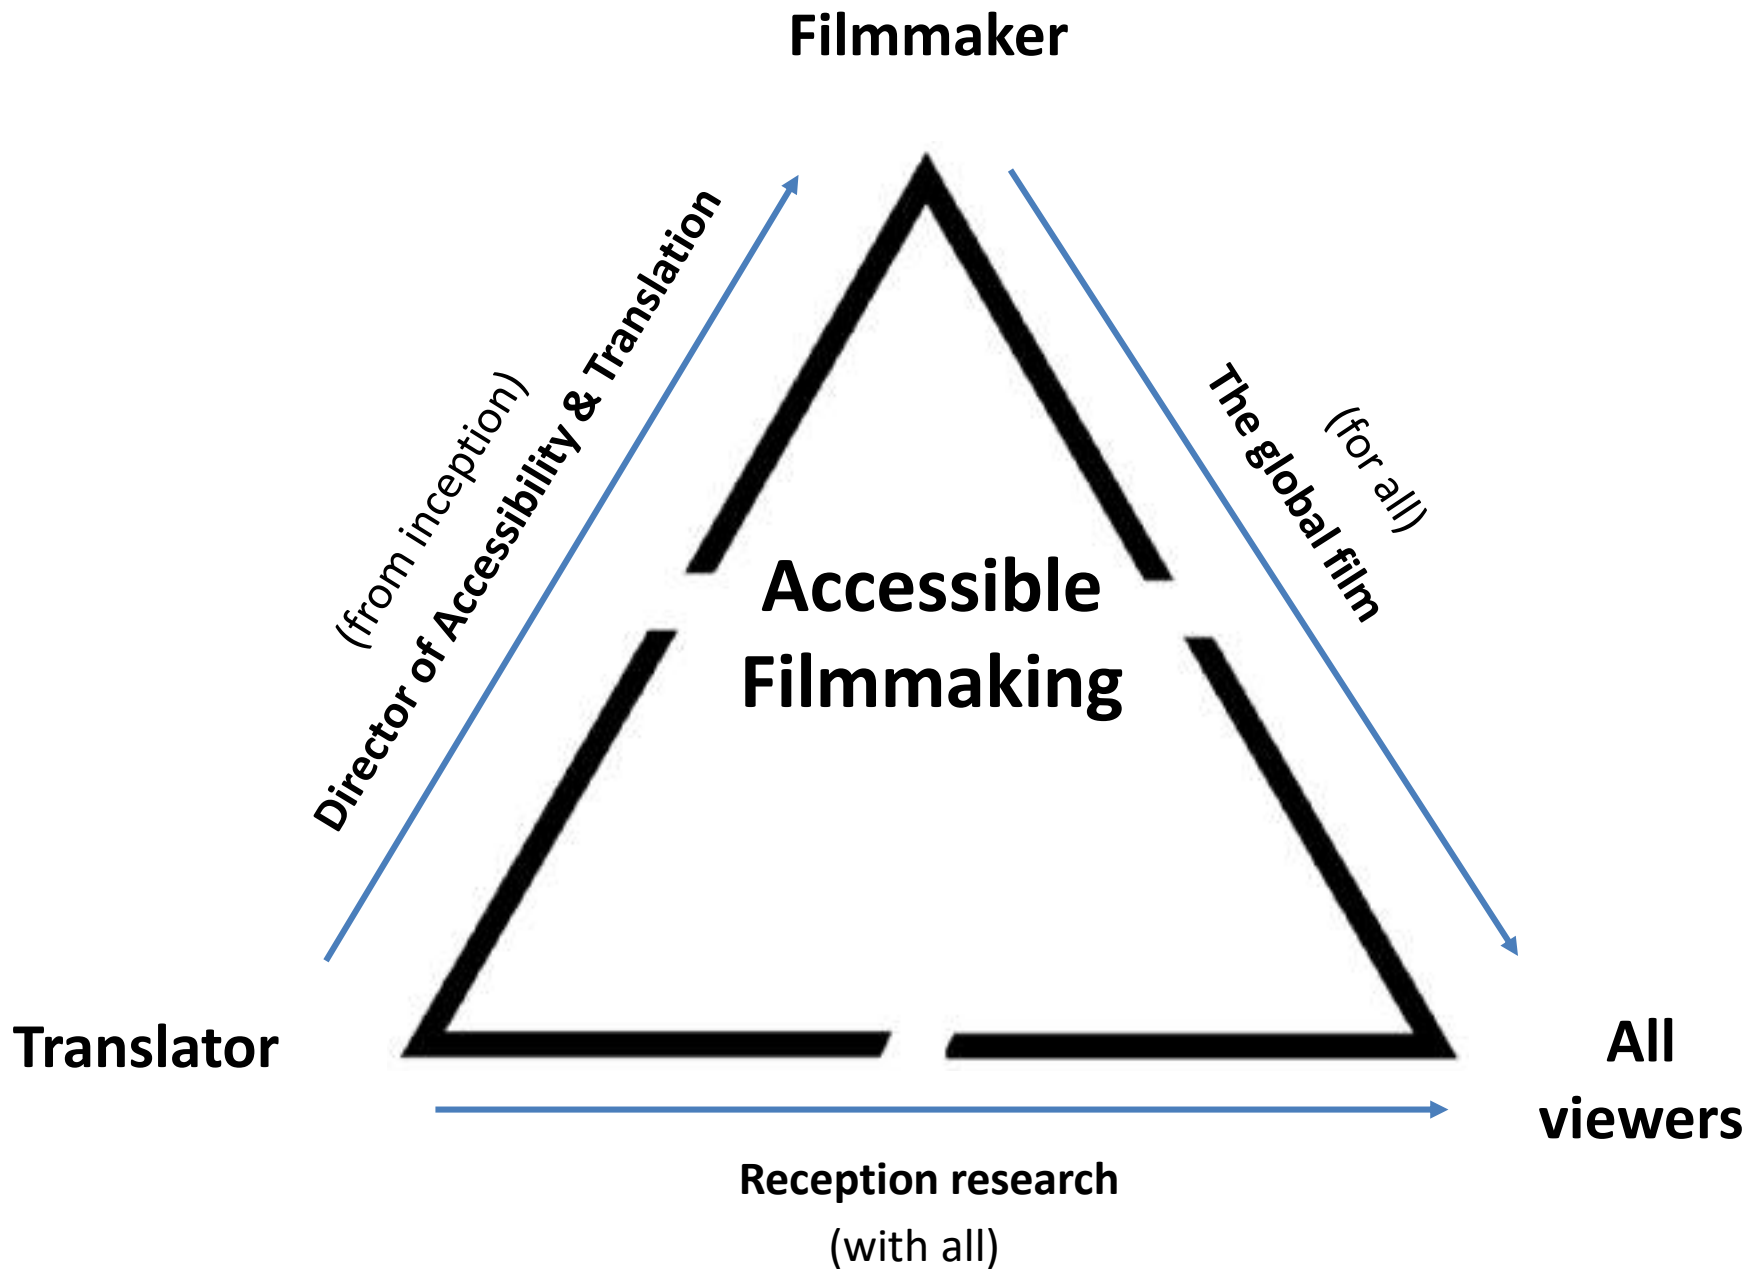 Filmmaker
(from inception)
Director of Accessibility & Translation
The global film
(for all)
Accessible
Filmmaking
Translator
All
viewers
Reception research
(with all)